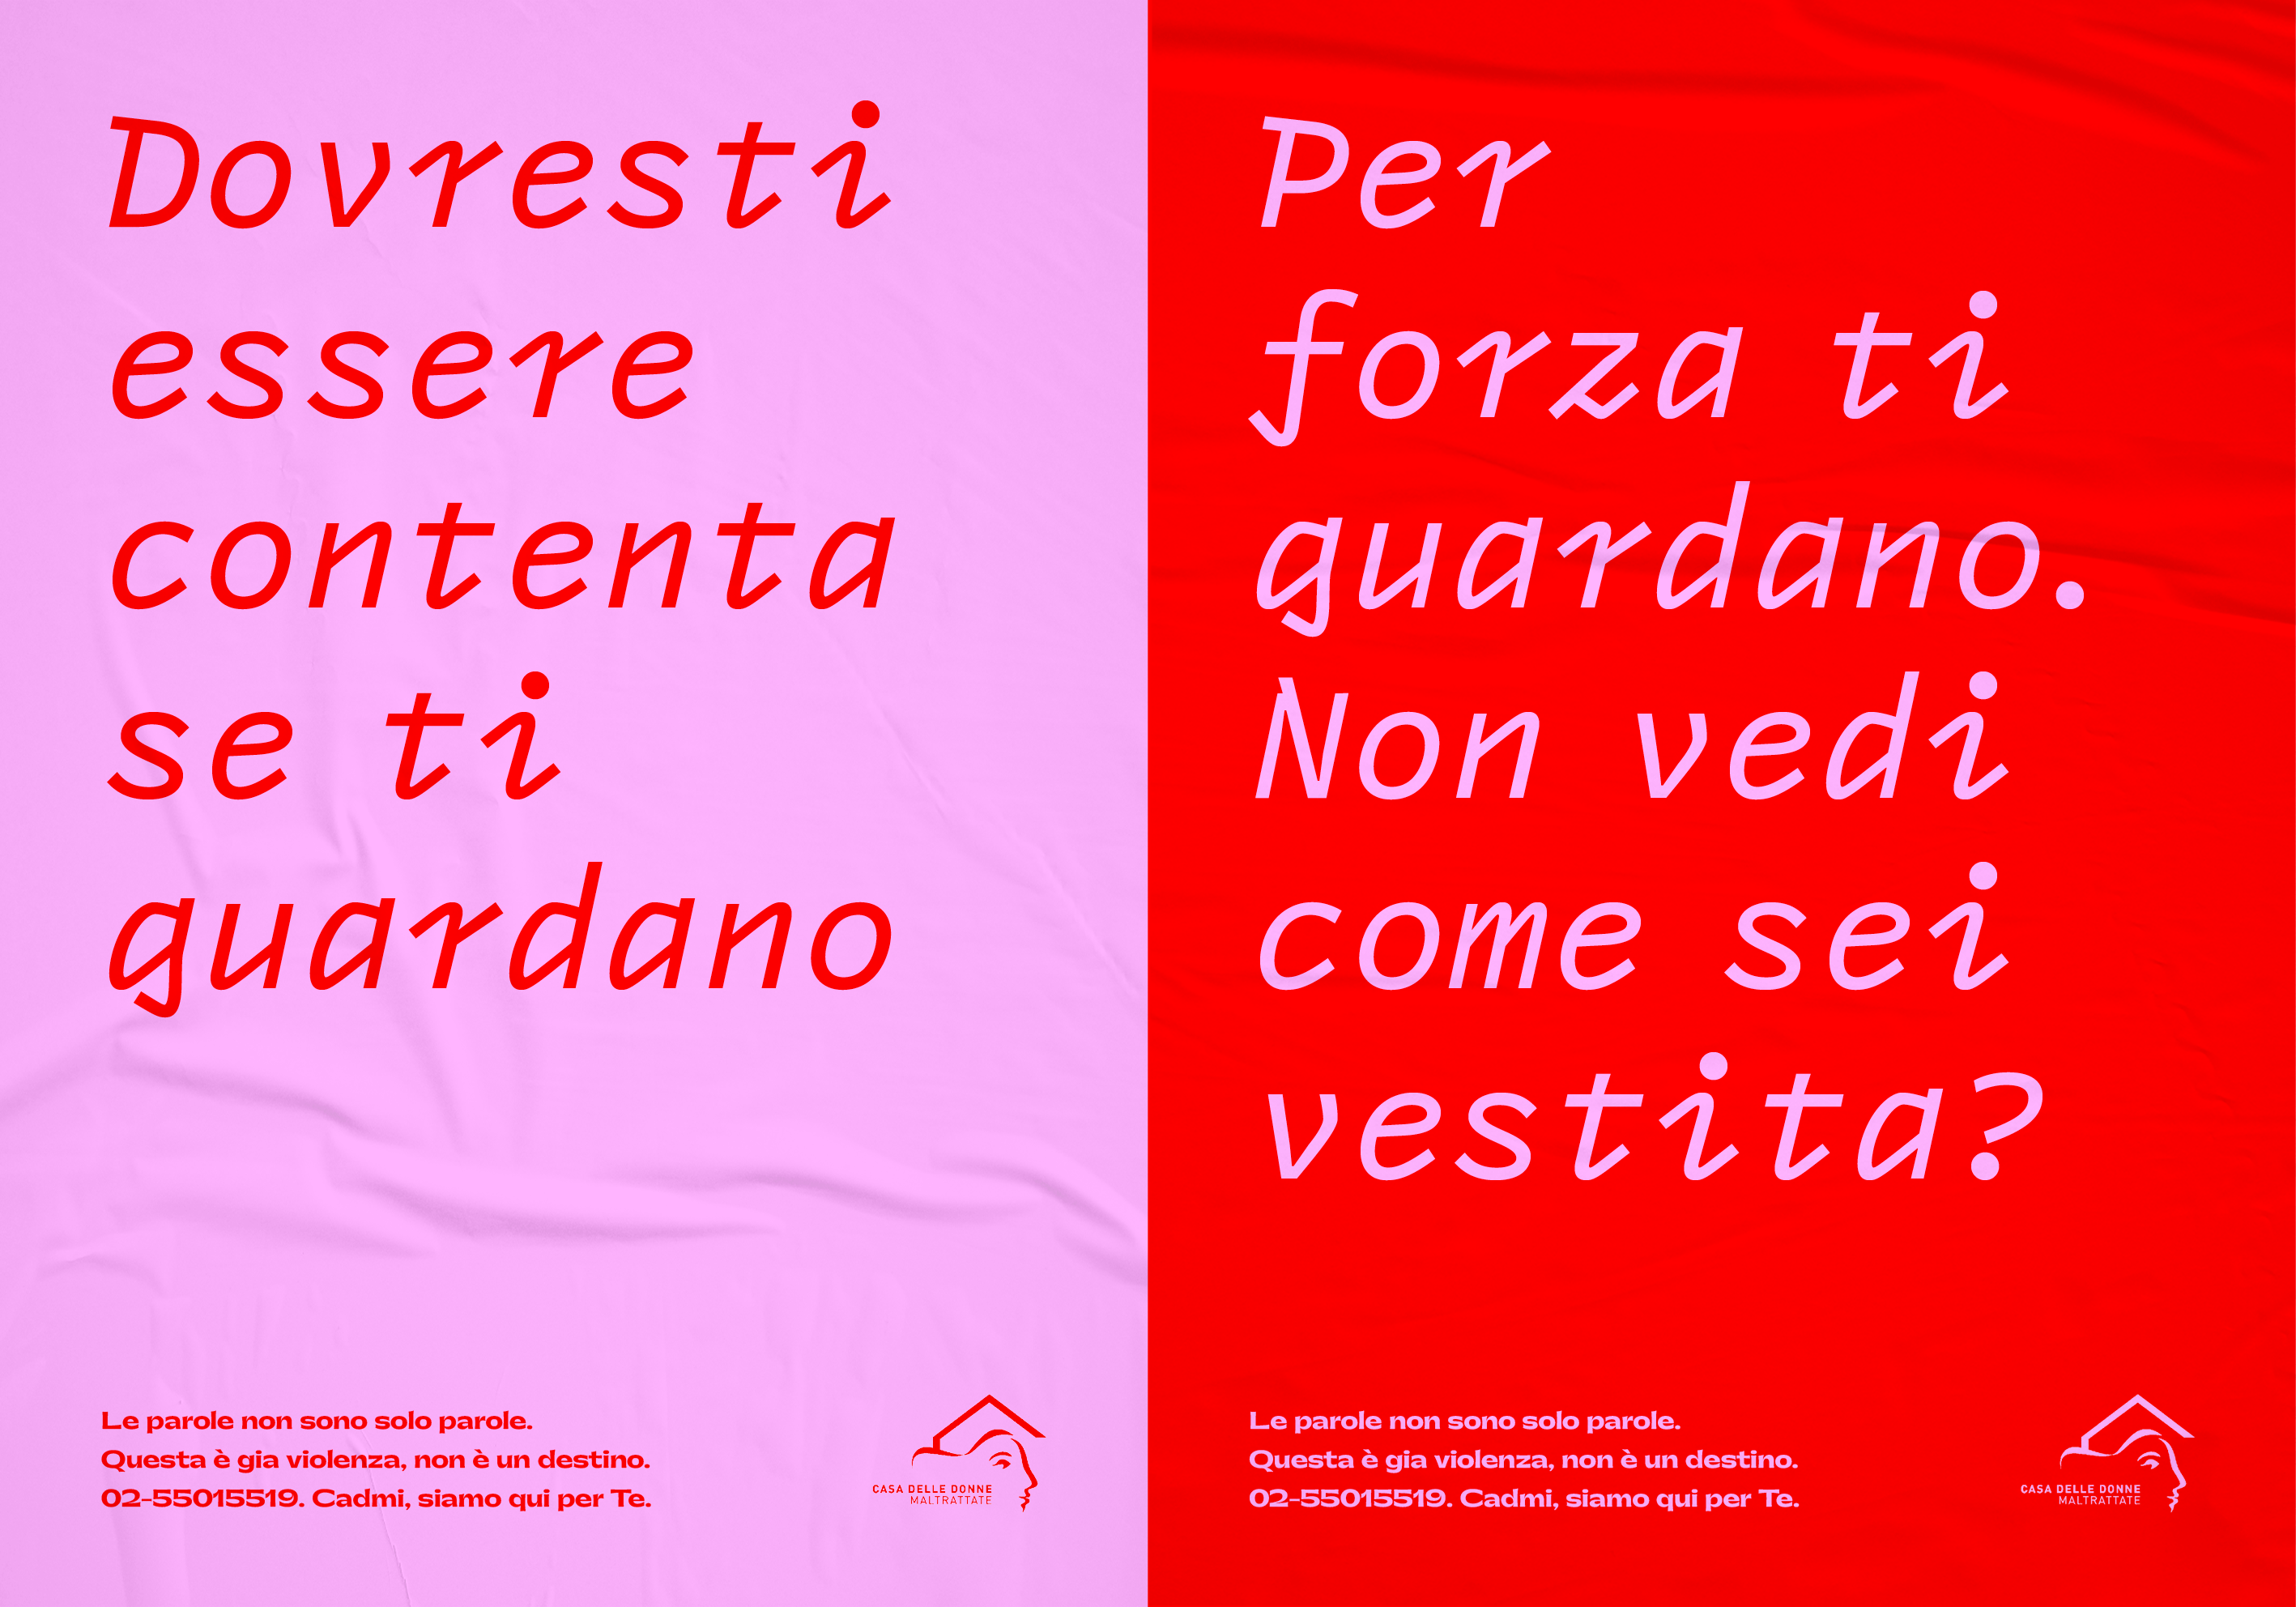 Dovresti
essere
contenta
se ti
guardano
Le parole non sono solo parole.
Questa è gia violenza, non è un destino.
02-55015519. Cadmi, siamo qui per Te.
CASA DELLE DONNE
MALTRATTATE
Per
forza ti
guardano.
Non vedi
come sei
vestita?
Le parole non sono solo parole.
Questa è gia violenza, non è un destino.
02-55015519. Cadmi, siamo qui per Te.
CASA DELLE DONNE
MALTRATTATE